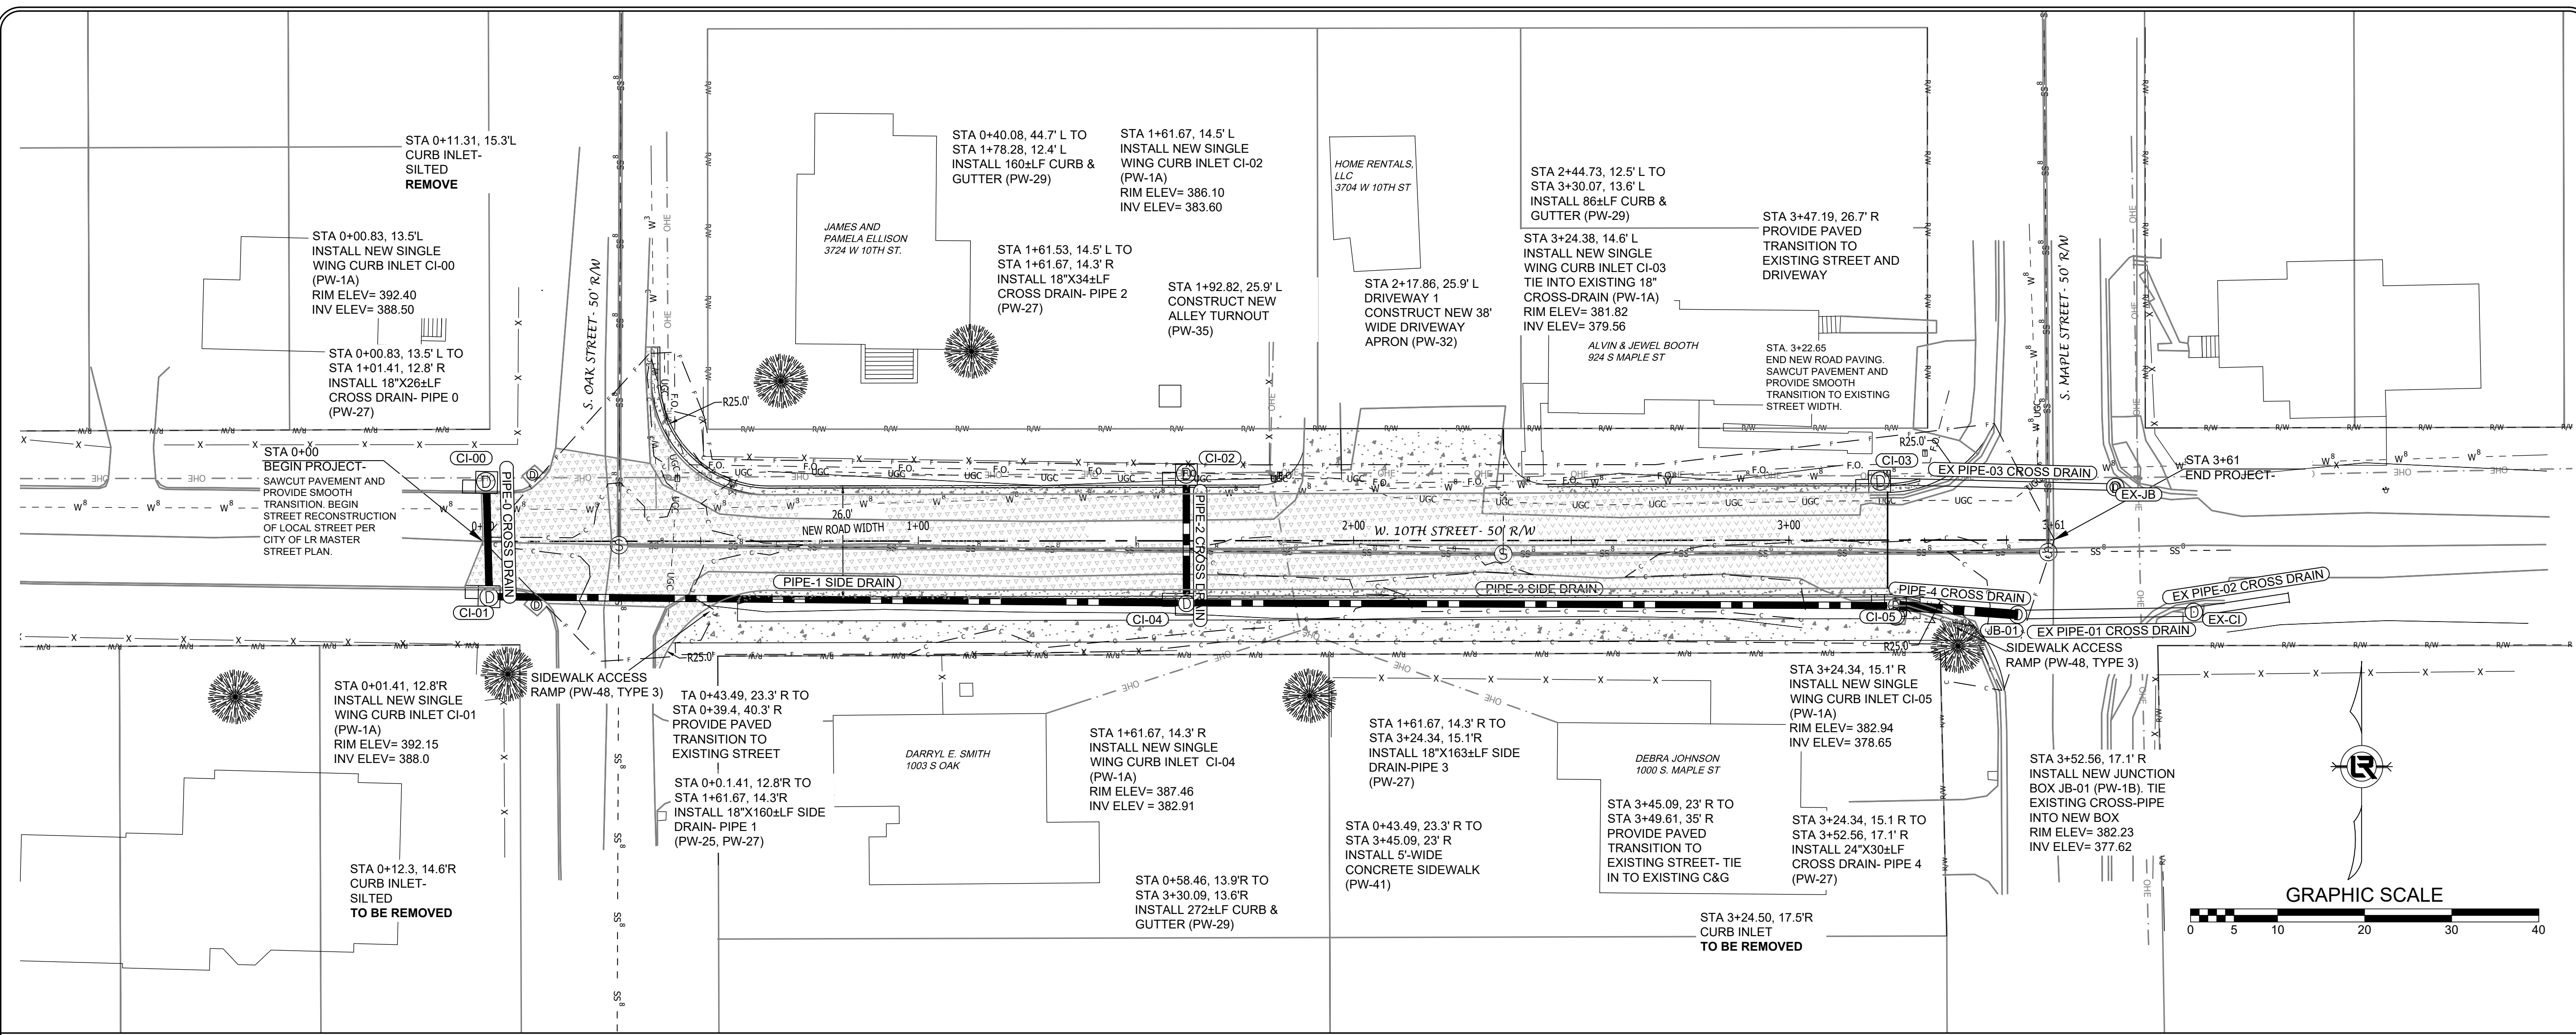 STA 0+11.31, 15.3'L
CURB INLET-
SILTED
REMOVE
STA 0+00.83, 13.5'L
INSTALL NEW SINGLE
WING CURB INLET CI-00
(PW-1A)
RIM ELEV= 392.40
INV ELEV= 388.50
STA 0+00.83, 13.5' L TO
STA 1+01.41, 12.8' R
INSTALL 18"X26±LF
CROSS DRAIN- PIPE 0
(PW-27)
STA 0+00
BEGIN PROJECT-
SAWCUT PAVEMENT AND
PROVIDE SMOOTH
TRANSITION. BEGIN
STREET RECONSTRUCTION
OF LOCAL STREET PER
CITY OF LR MASTER
STREET PLAN.
S. OAK STREET - 50' R/W
JAMES AND
PAMELA ELLISON
3724 W 10TH ST.
STA 0+40.08, 44.7' L TO
STA 1+78.28, 12.4' L
INSTALL 160±LF CURB &
GUTTER (PW-29)
STA 1+61.67, 14.5' L
INSTALL NEW SINGLE
WING CURB INLET CI-02
(PW-1A)
RIM ELEV= 386.10
INV ELEV= 383.60
STA 1+61.53, 14.5' L TO
STA 1+61.67, 14.3' R
INSTALL 18"X34±LF
CROSS DRAIN- PIPE 2
(PW-27)
STA 1+92.82, 25.9' L
CONSTRUCT NEW
ALLEY TURNOUT
(PW-35)
HOME RENTALS,
LLC
3704 W 10TH ST
STA 2+17.86, 25.9' L
DRIVEWAY 1
CONSTRUCT NEW 38'
WIDE DRIVEWAY
APRON (PW-32)
STA 2+44.73, 12.5' L TO
STA 3+30.07, 13.6' L
INSTALL 86±LF CURB &
GUTTER (PW-29)
STA 3+24.38, 14.6' L
INSTALL NEW SINGLE
WING CURB INLET CI-03
TIE INTO EXISTING 18"
CROSS-DRAIN (PW-1A)
RIM ELEV= 381.82
INV ELEV= 379.56
ALVIN & JEWEL BOOTH
924 S MAPLE ST
STA 3+47.19, 26.7' R
PROVIDE PAVED
TRANSITION TO
EXISTING STREET AND
DRIVEWAY
STA. 3+22.65
END NEW ROAD PAVING.
SAWCUT PAVEMENT AND
PROVIDE SMOOTH
TRANSITION TO EXISTING
STREET WIDTH.
S. MAPLE STREET - 50' R/W
STA 3+61
END PROJECT-
R25.0'
R25.0'
CI-00
PIPE-0 CROSS DRAIN
CI-01
CI-02
PIPE-2 CROSS DRAIN
CI-03
EX PIPE-03 CROSS DRAIN
EX-JB
26.0'
NEW ROAD WIDTH
1+00
2+00
W. 10TH STREET- 50' R/W
3+00
3+61
PIPE-1 SIDE DRAIN
CI-04
PIPE-3 SIDE DRAIN
CI-05
PIPE-4 CROSS DRAIN
JB-01
EX PIPE-01 CROSS DRAIN
EX PIPE-02 CROSS DRAIN
EX-CI
R25.0'
R25.0'
SIDEWALK ACCESS
RAMP (PW-48, TYPE 3)
SIDEWALK ACCESS
RAMP (PW-48, TYPE 3)
STA 0+01.41, 12.8'R
INSTALL NEW SINGLE
WING CURB INLET CI-01
(PW-1A)
RIM ELEV= 392.15
INV ELEV= 388.0
STA 0+12.3, 14.6'R
CURB INLET-
SILTED
TO BE REMOVED
TA 0+43.49, 23.3' R TO
STA 0+39.4, 40.3' R
PROVIDE PAVED
TRANSITION TO
EXISTING STREET
STA 0+0.1.41, 12.8'R TO
STA 1+61.67, 14.3'R
INSTALL 18"X160±LF SIDE
DRAIN- PIPE 1
(PW-25, PW-27)
DARRYL E. SMITH
1003 S OAK
STA 1+61.67, 14.3' R
INSTALL NEW SINGLE
WING CURB INLET CI-04
(PW-1A)
RIM ELEV= 387.46
INV ELEV = 382.91
STA 0+58.46, 13.9'R TO
STA 3+30.09, 13.6'R
INSTALL 272±LF CURB &
GUTTER (PW-29)
STA 1+61.67, 14.3' R TO
STA 3+24.34, 15.1'R
INSTALL 18"X163±LF SIDE
DRAIN-PIPE 3
(PW-27)
STA 0+43.49, 23.3' R TO
STA 3+45.09, 23' R
INSTALL 5'-WIDE
CONCRETE SIDEWALK
(PW-41)
DEBRA JOHNSON
1000 S. MAPLE ST
STA 3+45.09, 23' R TO
STA 3+49.61, 35' R
PROVIDE PAVED
TRANSITION TO
EXISTING STREET- TIE
IN TO EXISTING C&G
STA 3+24.34, 15.1' R
INSTALL NEW SINGLE
WING CURB INLET CI-05
(PW-1A)
RIM ELEV= 382.94
INV ELEV= 378.65
STA 3+24.34, 15.1 R TO
STA 3+52.56, 17.1' R
INSTALL 24"X30±LF
CROSS DRAIN- PIPE 4
(PW-27)
STA 3+24.50, 17.5'R
CURB INLET
TO BE REMOVED
STA 3+52.56, 17.1' R
INSTALL NEW JUNCTION
BOX JB-01 (PW-1B). TIE
EXISTING CROSS-PIPE
INTO NEW BOX
RIM ELEV= 382.23
INV ELEV= 377.62
LR
GRAPHIC SCALE
0 5 10 20 30 40